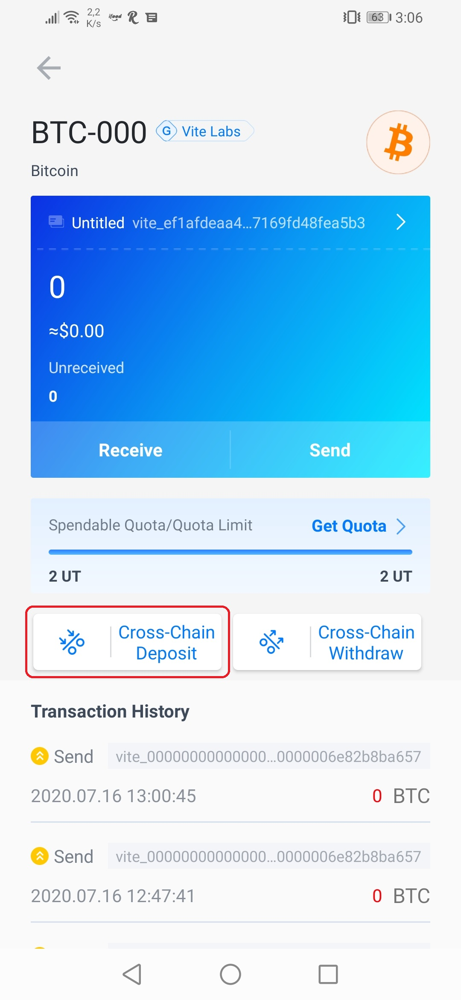 2,2
K/s
ifood
R
63
3:06
BTC-000
G Vite Labs
Bitcoin
Untitled vite_ef1afdeaa4...7169fd48fea5b3
0
≈$0.00
Unreceived
0
Receive
Send
Spendable Quota/Quota Limit
Get Quota
2 UT
2 UT
Cross-Chain
Deposit
Cross-Chain
Withdraw
Transaction History
Send vite_00000000000000...0000006e82b8ba657
2020.07.16 13:00:45
0 BTC
Send vite_00000000000000...0000006e82b8ba657
2020.07.16 12:47:41
0 BTC